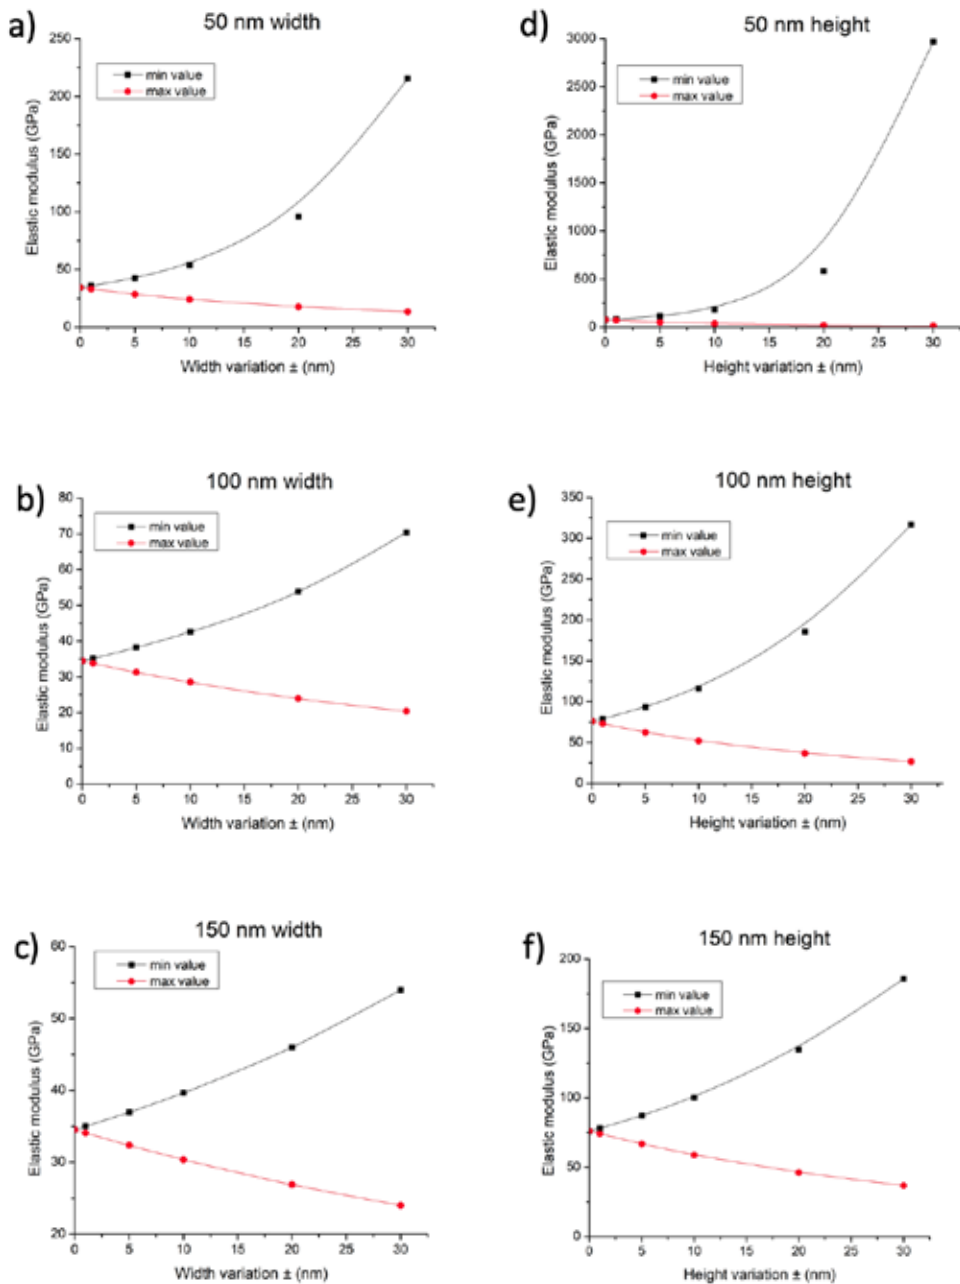 a)
50 nm width
250
200
150
100
50
0
Elastic modulus (GPa)
min value
max value
0 5 10 15 20 25 30
Width variation ± (nm)
d)
50 nm height
3000
2500
2000
1500
1000
500
0
Elastic modulus (GPa)
min value
max value
0 5 10 15 20 25 30
Height variation ± (nm)
b)
100 nm width
80
70
60
50
40
30
20
10
0
Elastic modulus (GPa)
min value
max value
0 5 10 15 20 25 30
Width variation ± (nm)
e)
100 nm height
350
300
250
200
150
100
50
0
Elastic modulus (GPa)
min value
max value
0 5 10 15 20 25 30
Height variation ± (nm)
c)
150 nm width
60
50
40
30
20
Elastic modulus (GPa)
min value
max value
0 5 10 15 20 25 30
Width variation ± (nm)
f)
150 nm height
200
150
100
50
0
Elastic modulus (GPa)
min value
max value
0 5 10 15 20 25 30
Height variation ± (nm)